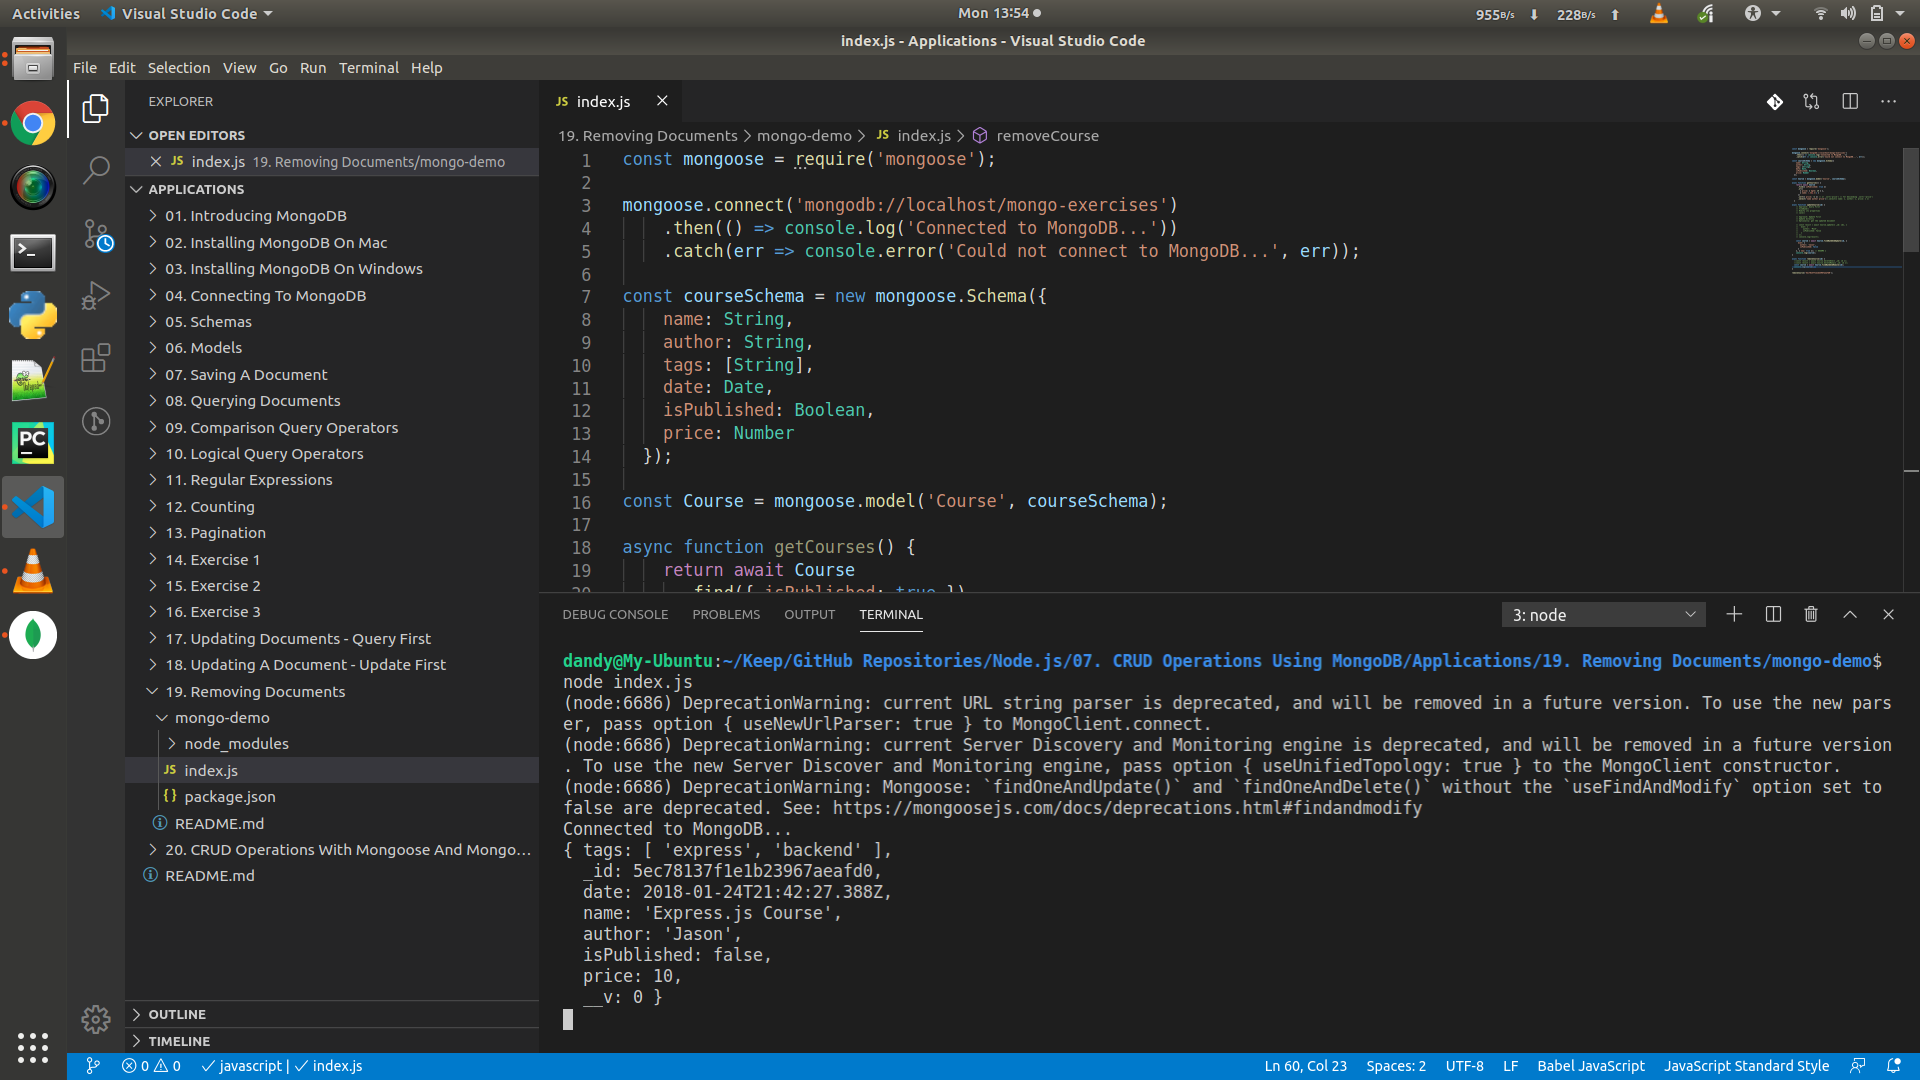 Activities
Visual Studio Code
Mon 13:54
955B/s
228B/s
index.js - Applications - Visual Studio Code
File Edit Selection View Go Run Terminal Help
EXPLORER
OPEN EDITORS
JS index.js 19. Removing Documents/mongo-demo
APPLICATIONS
01. Introducing MongoDB
02. Installing MongoDB On Mac
03. Installing MongoDB On Windows
04. Connecting To MongoDB
05. Schemas
06. Models
07. Saving A Document
08. Querying Documents
09. Comparison Query Operators
10. Logical Query Operators
11. Regular Expressions
12. Counting
13. Pagination
14. Exercise 1
15. Exercise 2
16. Exercise 3
17. Updating Documents - Query First
18. Updating A Document - Update First
19. Removing Documents
mongo-demo
node_modules
JS index.js
{} package.json
README.md
20. CRUD Operations With Mongoose And Mongo...
README.md
OUTLINE
TIMELINE
JS index.js
19. Removing Documents > mongo-demo > JS index.js > removeCourse
1 const mongoose = require('mongoose');
2
3 mongoose.connect('mongodb://localhost/mongo-exercises')
4 .then(() => console.log('Connected to MongoDB...'))
5 .catch(err => console.error('Could not connect to MongoDB...', err));
6
7 const courseSchema = new mongoose.Schema({
8 name: String,
9 author: String,
10 tags: [String],
11 date: Date,
12 isPublished: Boolean,
13 price: Number
14 });
15
16 const Course = mongoose.model('Course', courseSchema);
17
18 async function getCourses() {
19 return await Course
20 .find({ isPublished: true })
DEBUG CONSOLE PROBLEMS OUTPUT TERMINAL
3: node
dandy@My-Ubuntu:~/Keep/GitHub Repositories/Node.js/07. CRUD Operations Using MongoDB/Applications/19. Removing Documents/mongo-demo$
node index.js
(node:6686) DeprecationWarning: current URL string parser is deprecated, and will be removed in a future version. To use the new pars
er, pass option { useNewUrlParser: true } to MongoClient.connect.
(node:6686) DeprecationWarning: current Server Discovery and Monitoring engine is deprecated, and will be removed in a future version
. To use the new Server Discover and Monitoring engine, pass option { useUnifiedTopology: true } to the MongoClient constructor.
(node:6686) DeprecationWarning: Mongoose: `findOneAndUpdate()` and `findOneAndDelete()` without the `useFindAndModify` option set to
false are deprecated. See: https://mongoosejs.com/docs/deprecations.html#findandmodify
Connected to MongoDB...
{ tags: [ 'express', 'backend' ],
_id: 5ec78137f1e1b23967aeafd0,
date: 2018-01-24T21:42:27.388Z,
name: 'Express.js Course',
author: 'Jason',
isPublished: false,
price: 10,
__v: 0 }
0 0 javascript | index.js
Ln 60, Col 23 Spaces: 2 UTF-8 LF Babel JavaScript JavaScript Standard Style